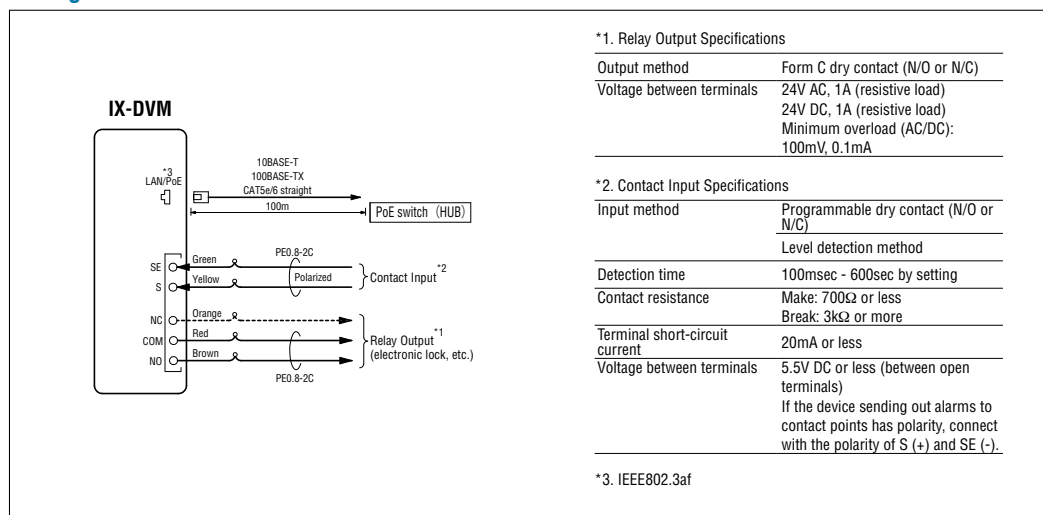 IX-DVM
*3
LAN/PoE
10BASE-T
100BASE-TX
CAT5e/6 straight
100m
PoE switch (HUB)
SE
Green
PE0.8-2C
S
Yellow
Polarized
Contact Input*2
NC
Orange
COM
Red
Relay Output*1
(electronic lock, etc.)
NO
Brown
PE0.8-2C
*1. Relay Output Specifications
Output method Form C dry contact (N/O or N/C)
Voltage between terminals 24V AC, 1A (resistive load)
24V DC, 1A (resistive load)
Minimum overload (AC/DC):
100mV, 0.1mA
*2. Contact Input Specifications
Input method Programmable dry contact (N/O or
N/C)
Level detection method
Detection time 100msec - 600sec by setting
Contact resistance Make: 700Ω or less
Break: 3kΩ or more
Terminal short-circuit
current 20mA or less
Voltage between terminals 5.5V DC or less (between open
terminals)
If the device sending out alarms to
contact points has polarity, connect
with the polarity of S (+) and SE (-).
*3. IEEE802.3af